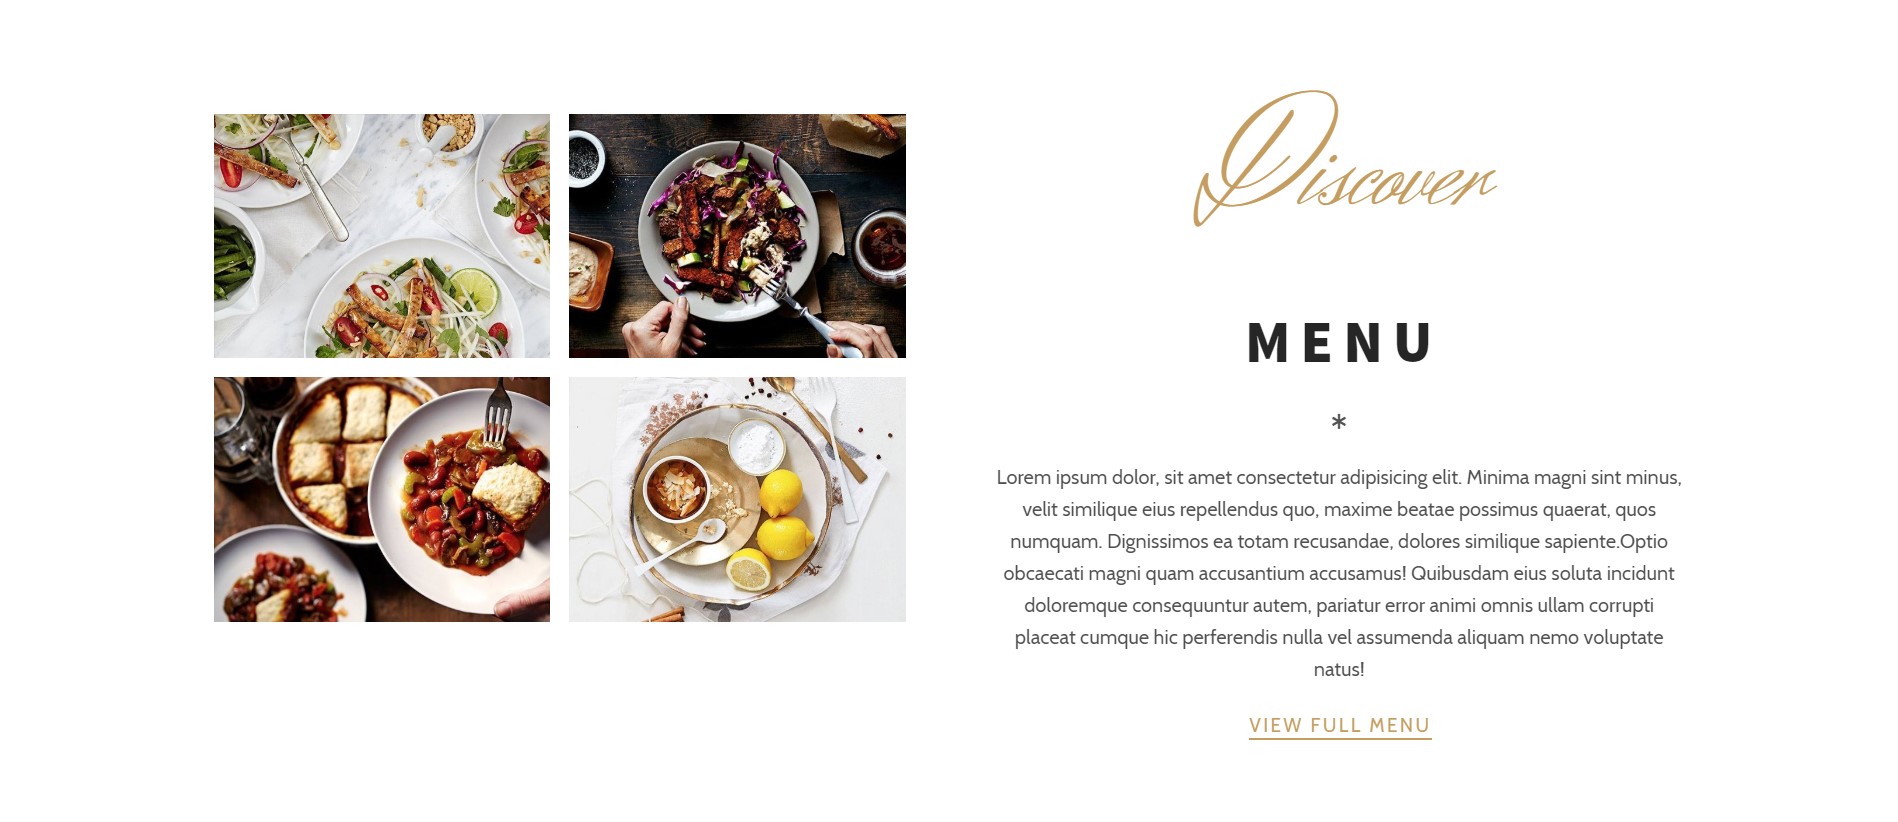 Discover
MENU
*
Lorem ipsum dolor, sit amet consectetur adipisicing elit. Minima magni sint minus,
velit similique eius repellendus quo, maxime beatae possimus quaerat, quos
numquam. Dignissimos ea totam recusandae, dolores similique sapiente.Optio
obcaecati magni quam accusantium accusamus! Quibusdam eius soluta incidunt
doloremque consequuntur autem, pariatur error animi omnis ullam corrupti
placeat cumque hic perferendis nulla vel assumenda aliquam nemo voluptate
natus!
VIEW FULL MENU